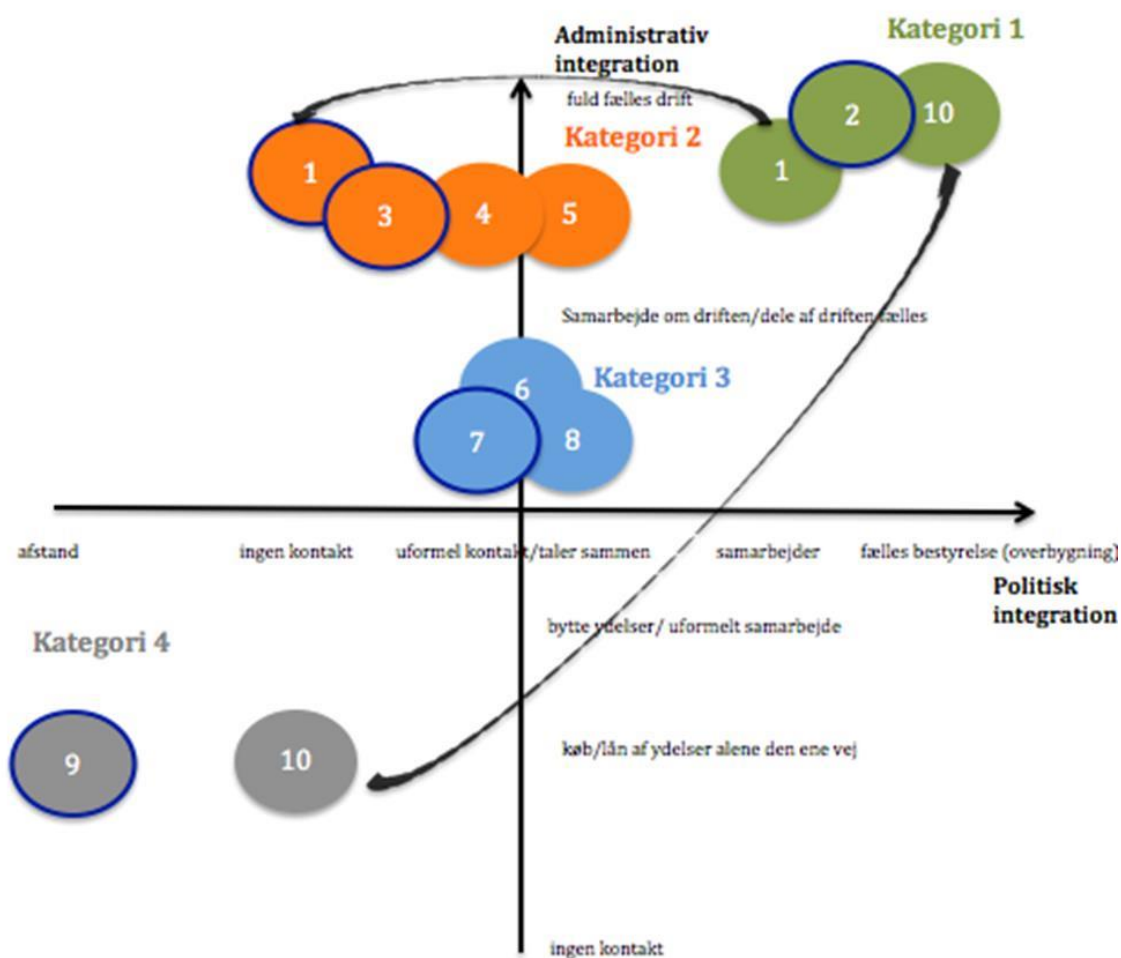 Kategori 1
Administrativ
integration
fuld fælles drift
Kategori 2
2
10
1
1
3
4
5
Samarbejde om driften/dele af driften fælles
Kategori 3
6
7
8
afstand
ingen kontakt
uformel kontakt/taler sammen
samarbejder
fælles bestyrelse (overbygning)
Politisk
integration
bytte ydelser/ uformelt samarbejde
Kategori 4
9
10
køb/lån af ydelser alene den ene vej
ingen kontakt